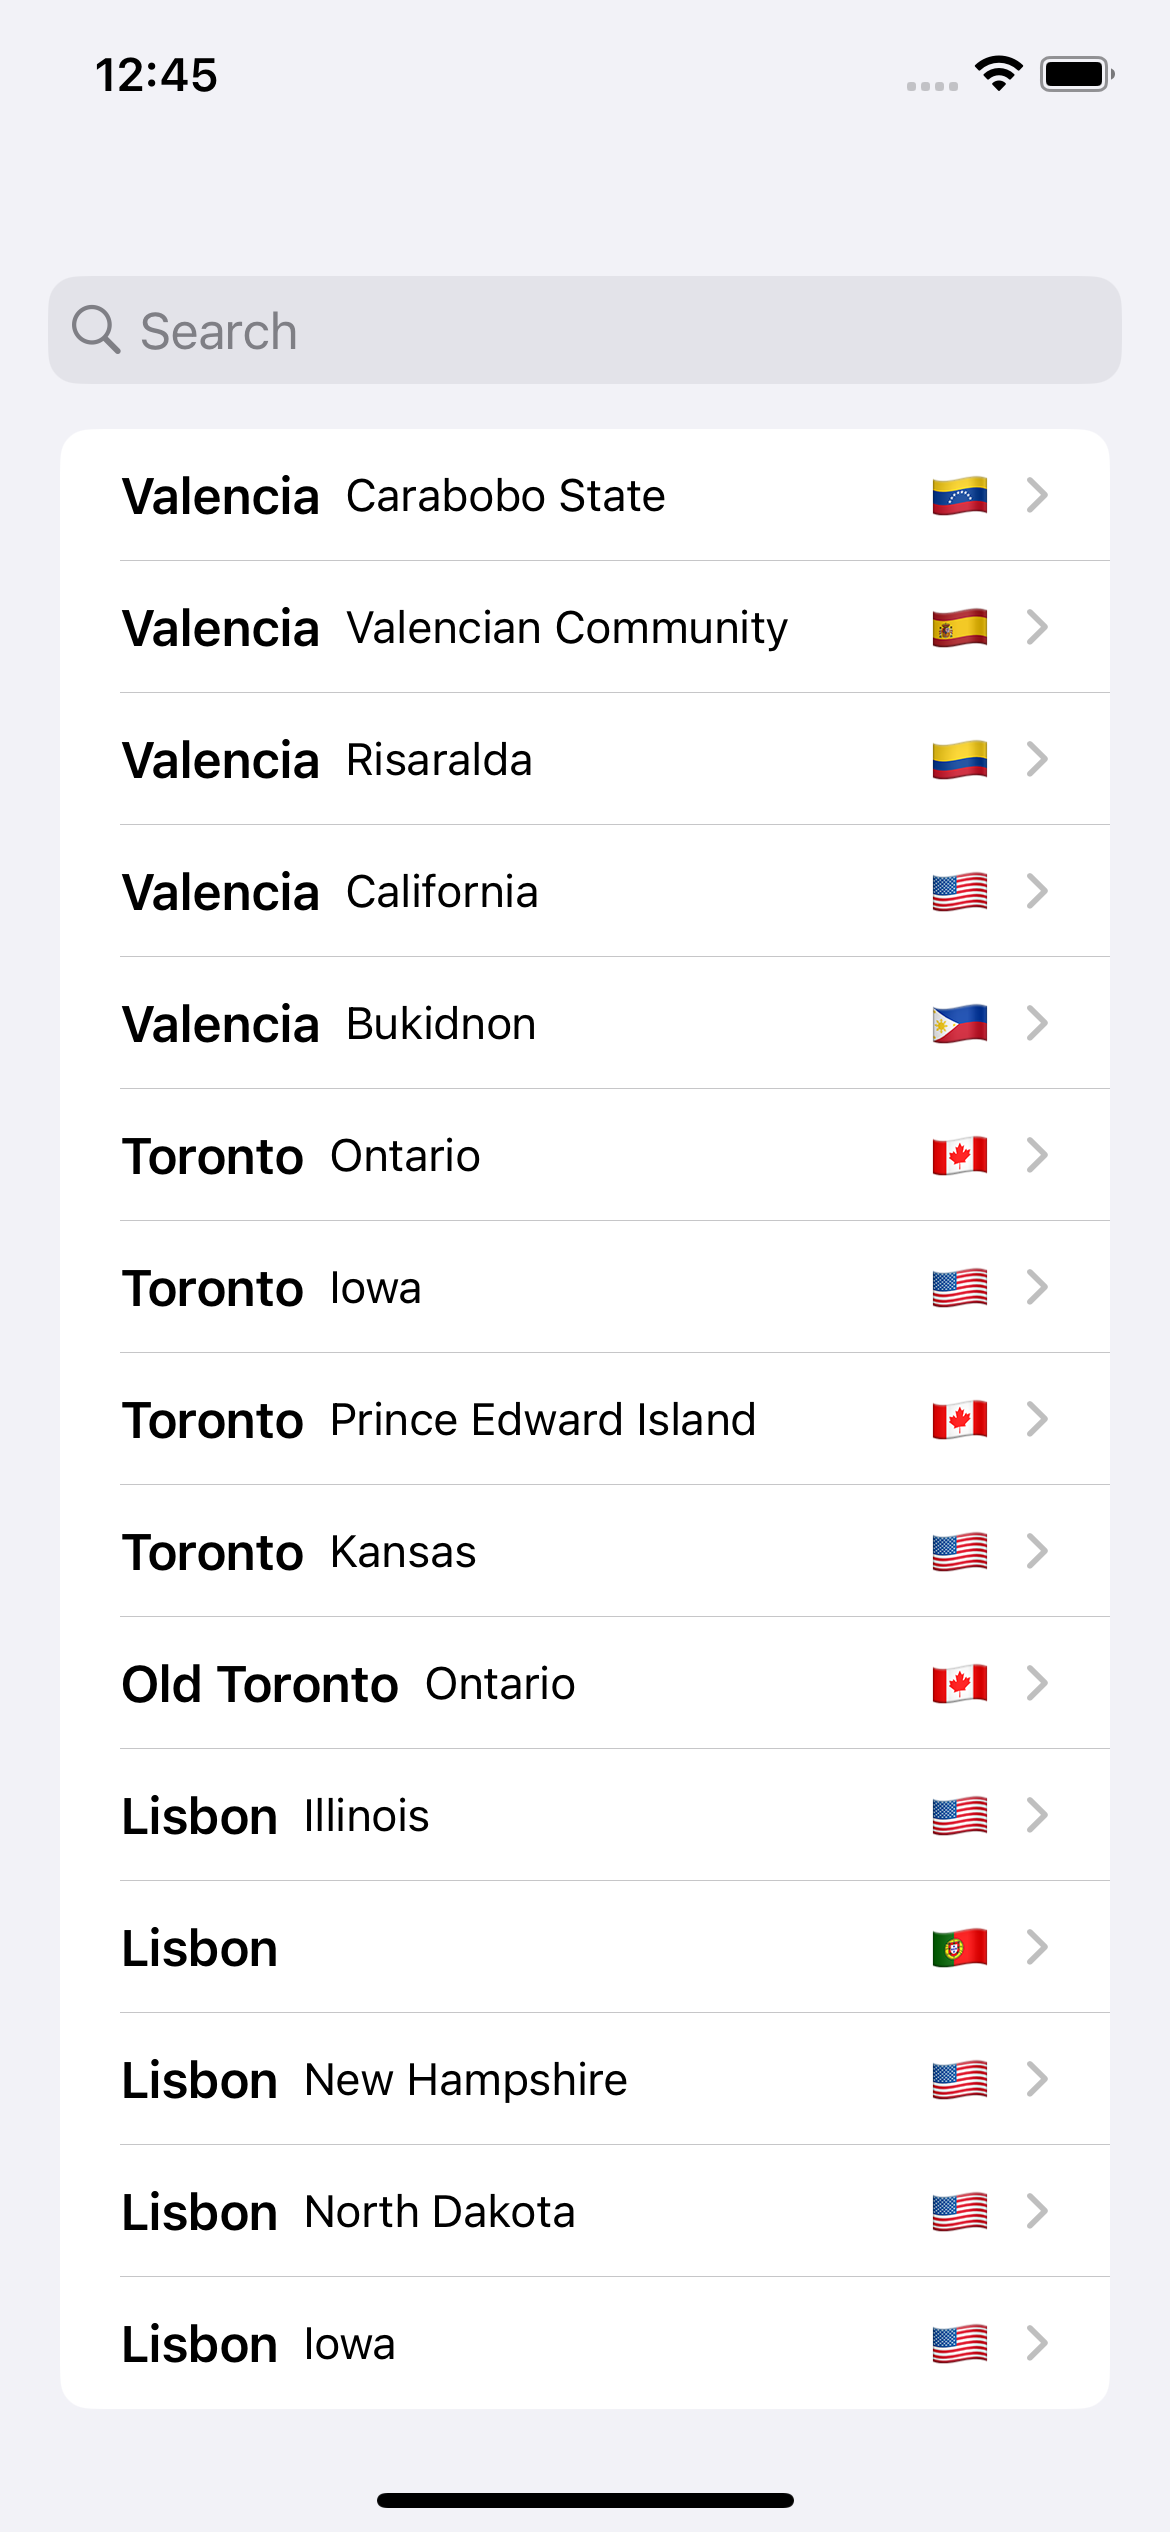 12:45
Search
Valencia Carabobo State
Valencia Valencian Community
Valencia Risaralda
Valencia California
Valencia Bukidnon
Toronto Ontario
Toronto Iowa
Toronto Prince Edward Island
Toronto Kansas
Old Toronto Ontario
Lisbon Illinois
Lisbon
Lisbon New Hampshire
Lisbon North Dakota
Lisbon Iowa